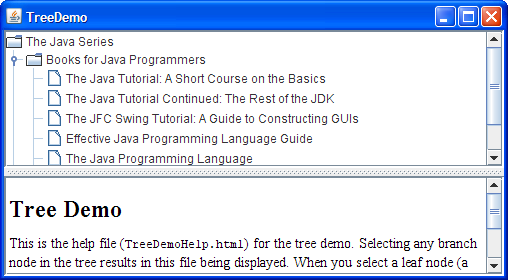 TreeDemo
The Java Series
Books for Java Programmers
The Java Tutorial: A Short Course on the Basics
The Java Tutorial Continued: The Rest of the JDK
The JFC Swing Tutorial: A Guide to Constructing GUIs
Effective Java Programming Language Guide
The Java Programming Language
Tree Demo
This is the help file (TreeDemoHelp.html) for the tree demo. Selecting any branch
node in the tree results in this file being displayed. When you select a leaf node (a